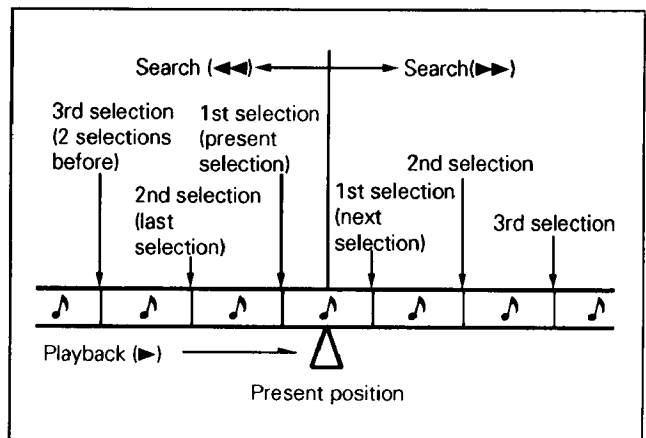 Search (◄◄)
Search(►►)
3rd selection
(2 selections
before)
1st selection
(present
selection)
2nd selection
(last
selection)
1st selection
(next
selection)
2nd selection
3rd selection
Playback (►)
Present position